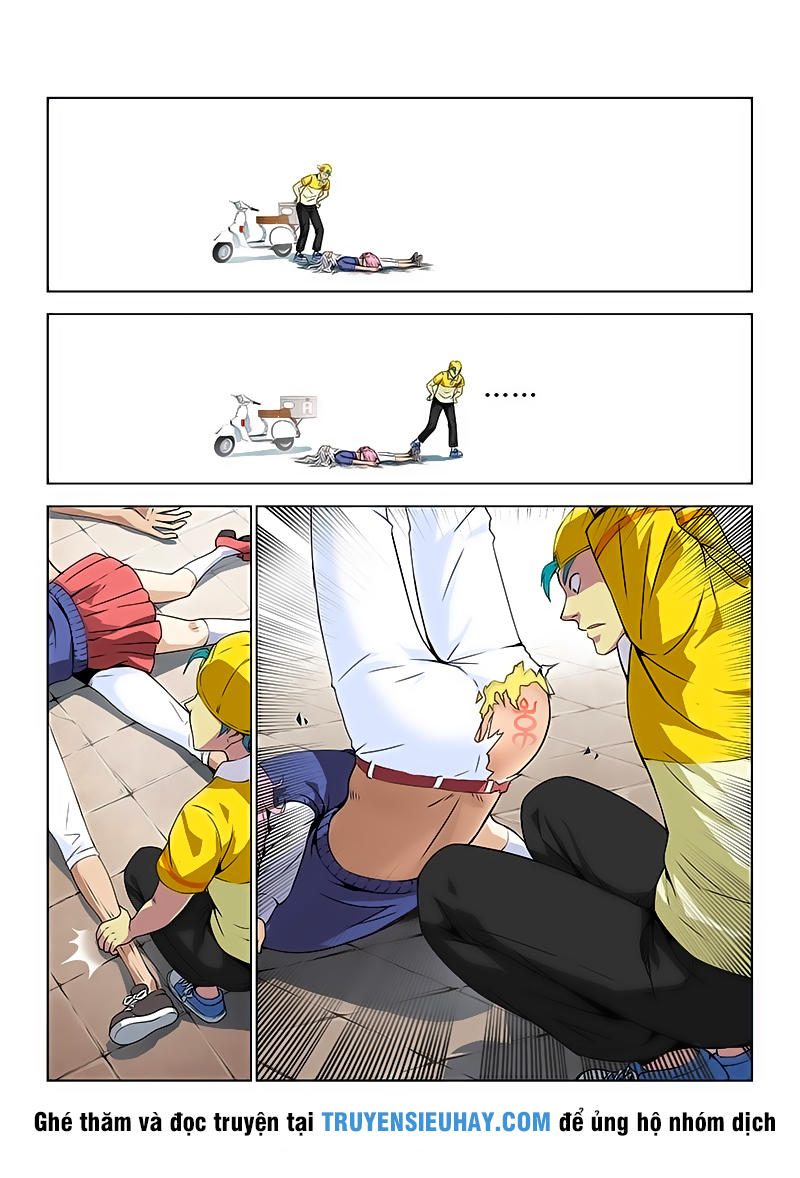 ......
Ghé thăm và đọc truyện tại TRUYENSIEUHAY.COM để ủng hộ nhóm dịch